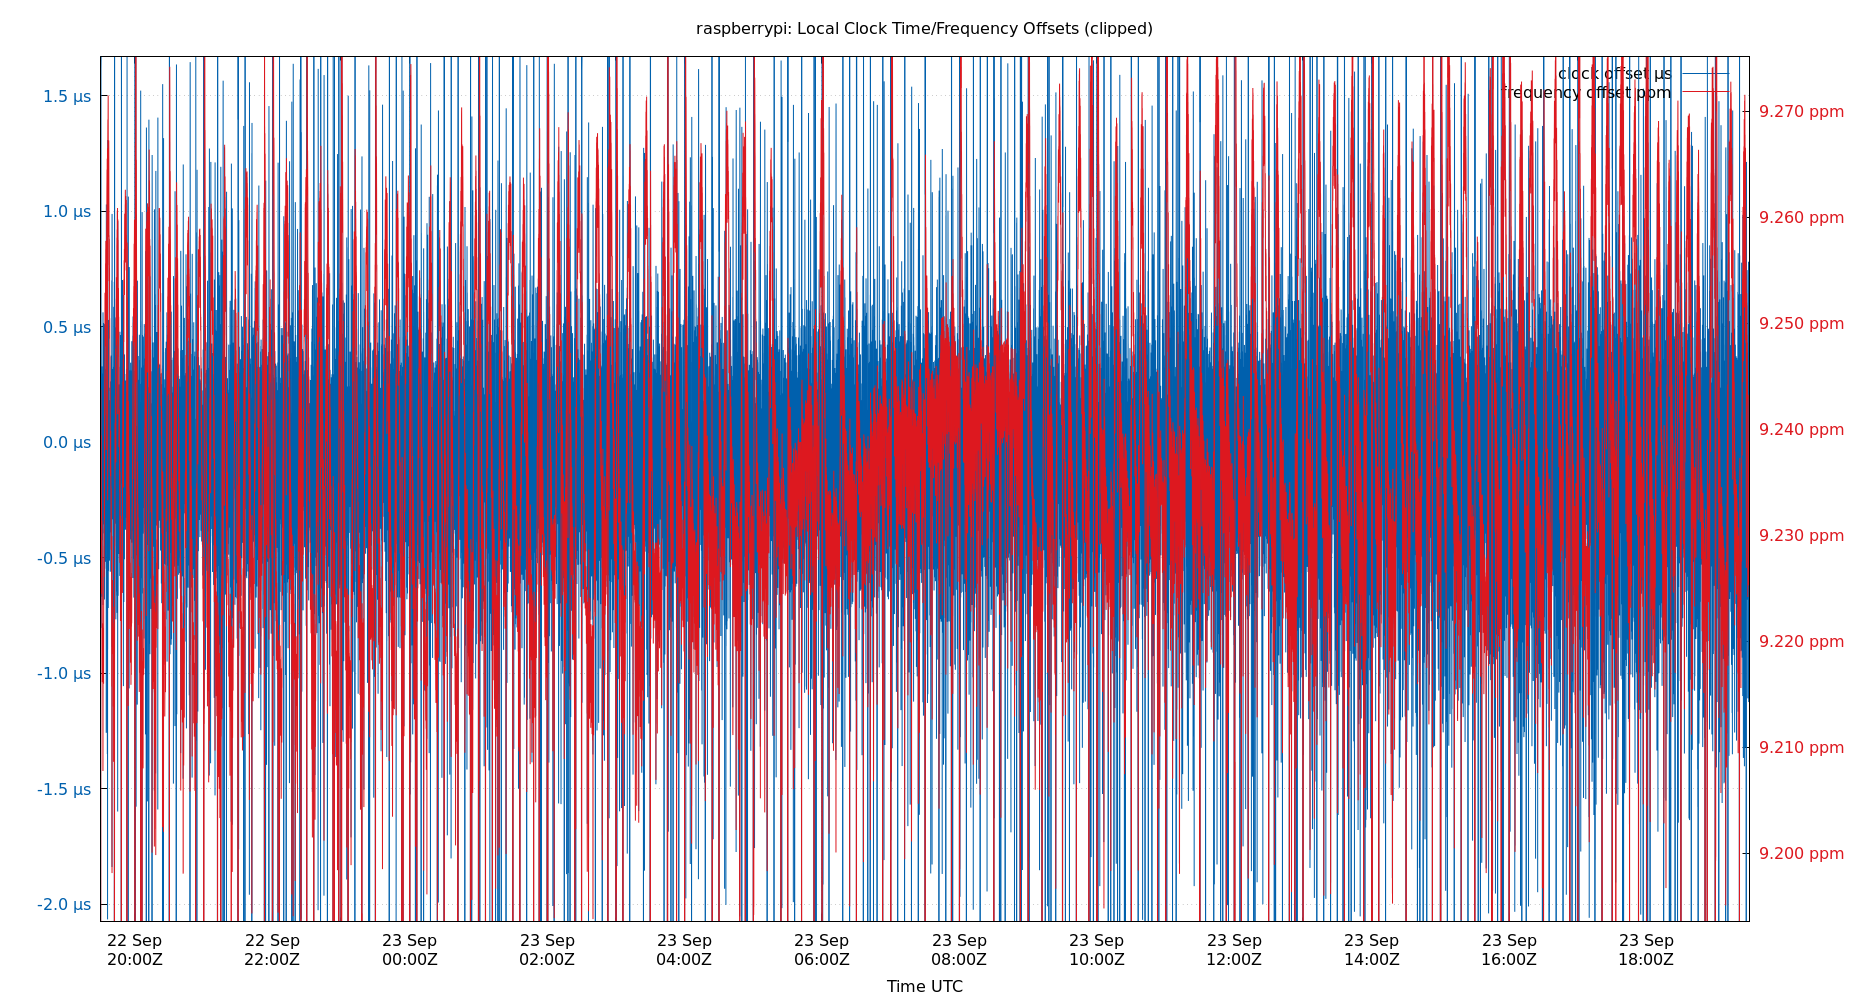 raspberrypi: Local Clock Time/Frequency Offsets (clipped)
clock offset µs
frequency offset ppm
1.5 µs
1.0 µs
0.5 µs
0.0 µs
-0.5 µs
-1.0 µs
-1.5 µs
-2.0 µs
9.270 ppm
9.260 ppm
9.250 ppm
9.240 ppm
9.230 ppm
9.220 ppm
9.210 ppm
9.200 ppm
22 Sep 22 Sep 23 Sep 23 Sep 23 Sep 23 Sep 23 Sep 23 Sep 23 Sep 23 Sep 23 Sep 23 Sep
20:00Z 22:00Z 00:00Z 02:00Z 04:00Z 06:00Z 08:00Z 10:00Z 12:00Z 14:00Z 16:00Z 18:00Z
Time UTC